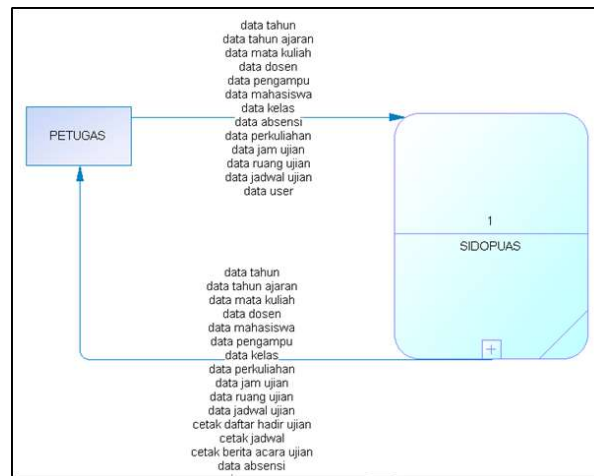 data tahun
data tahun ajaran
data mata kuliah
data dosen
data pengampu
data mahasiswa
data kelas
data absensi
data perkuliahan
data jam ujian
data ruang ujian
data jadwal ujian
data user
PETUGAS
1
SIDOPUAS
data tahun
data tahun ajaran
data mata kuliah
data dosen
data mahasiswa
data pengampu
data kelas
data perkuliahan
data jam ujian
data ruang ujian
data jadwal ujian
cetak daftar hadir ujian
cetak jadwal
cetak berita acara ujian
data absensi